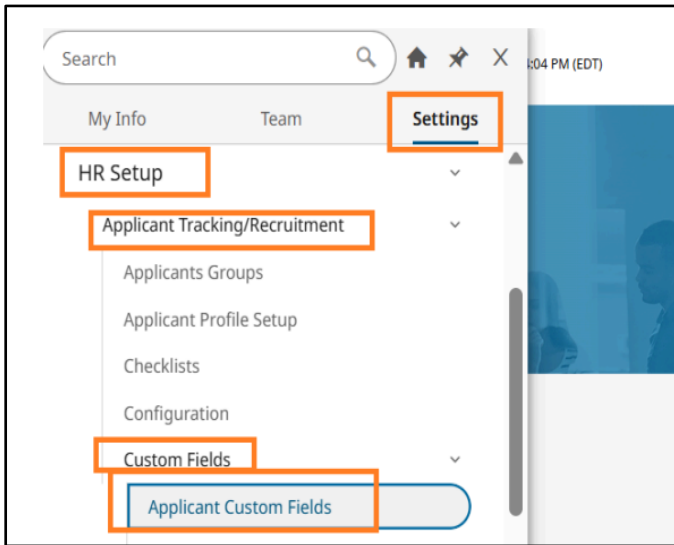 Search
X
:04 PM (EDT)
My Info
Team
Settings
HR Setup
Applicant Tracking/Recruitment
Applicants Groups
Applicant Profile Setup
Checklists
Configuration
Custom Fields
Applicant Custom Fields